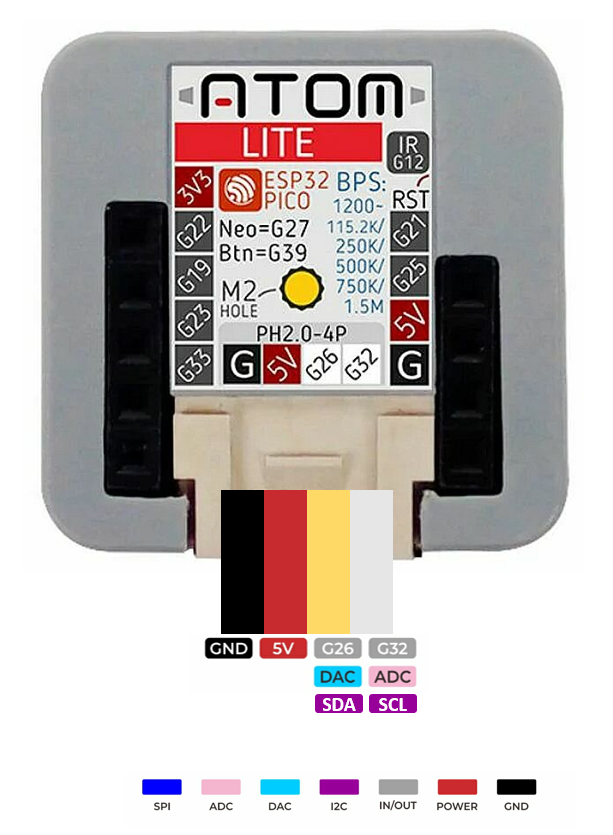 ATOM
LITE
IR
G12
3V3
ESP32
PICO
BPS:
1200~
115.2K/
250K/
500K/
750K/
1.5M
RST
G22
Neo=G27
Btn=G39
G21
G19
G25
M2
HOLE
G23
5V
PH2.0-4P
G33
G
5V
G26
G32
G
GND
5V
G26
G32
DAC
ADC
SDA
SCL
SPI
ADC
DAC
I2C
IN/OUT
POWER
GND